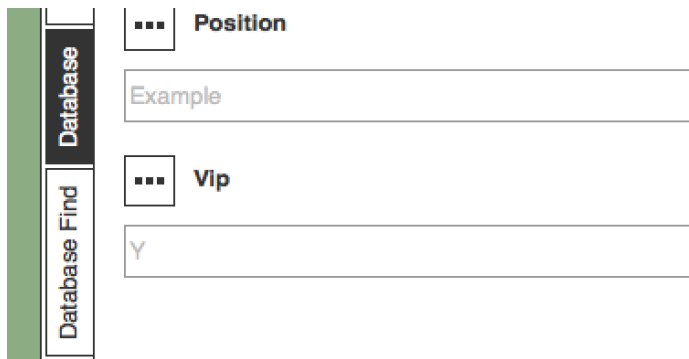 Position
Example
Vip
Y
Database
Database Find